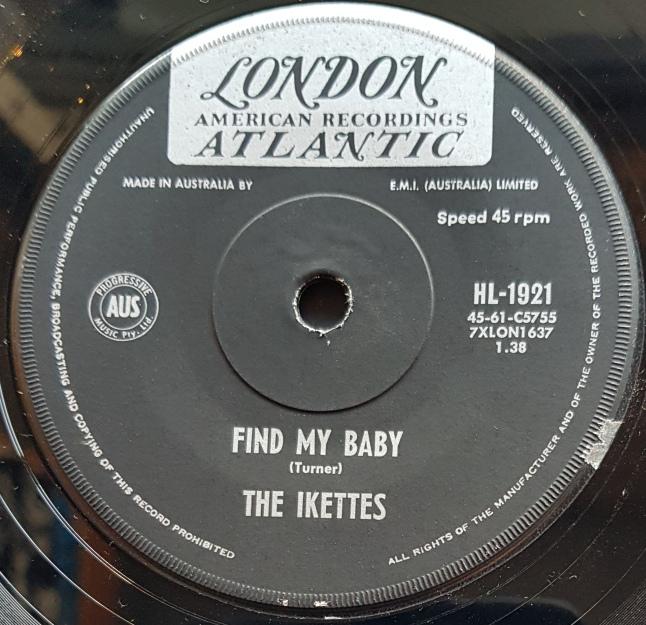 LONDON
AMERICAN RECORDINGS
ATLANTIC
MADE IN AUSTRALIA BY E.M.I. (AUSTRALIA) LIMITED
Speed 45 rpm
PROGRESSIVE
AUS
MUSIC PTY. LTD.
HL-1921
45-61-C5755
7XLON1637
1.38
FIND MY BABY
(Turner)
THE IKETTES
UNAUTHORISED PUBLIC PERFORMANCE, BROADCASTING AND COPYING OF THIS RECORD PROHIBITED
ALL RIGHTS OF THE MANUFACTURER AND OF THE OWNER OF THE RECORDED WORK ARE RESERVED